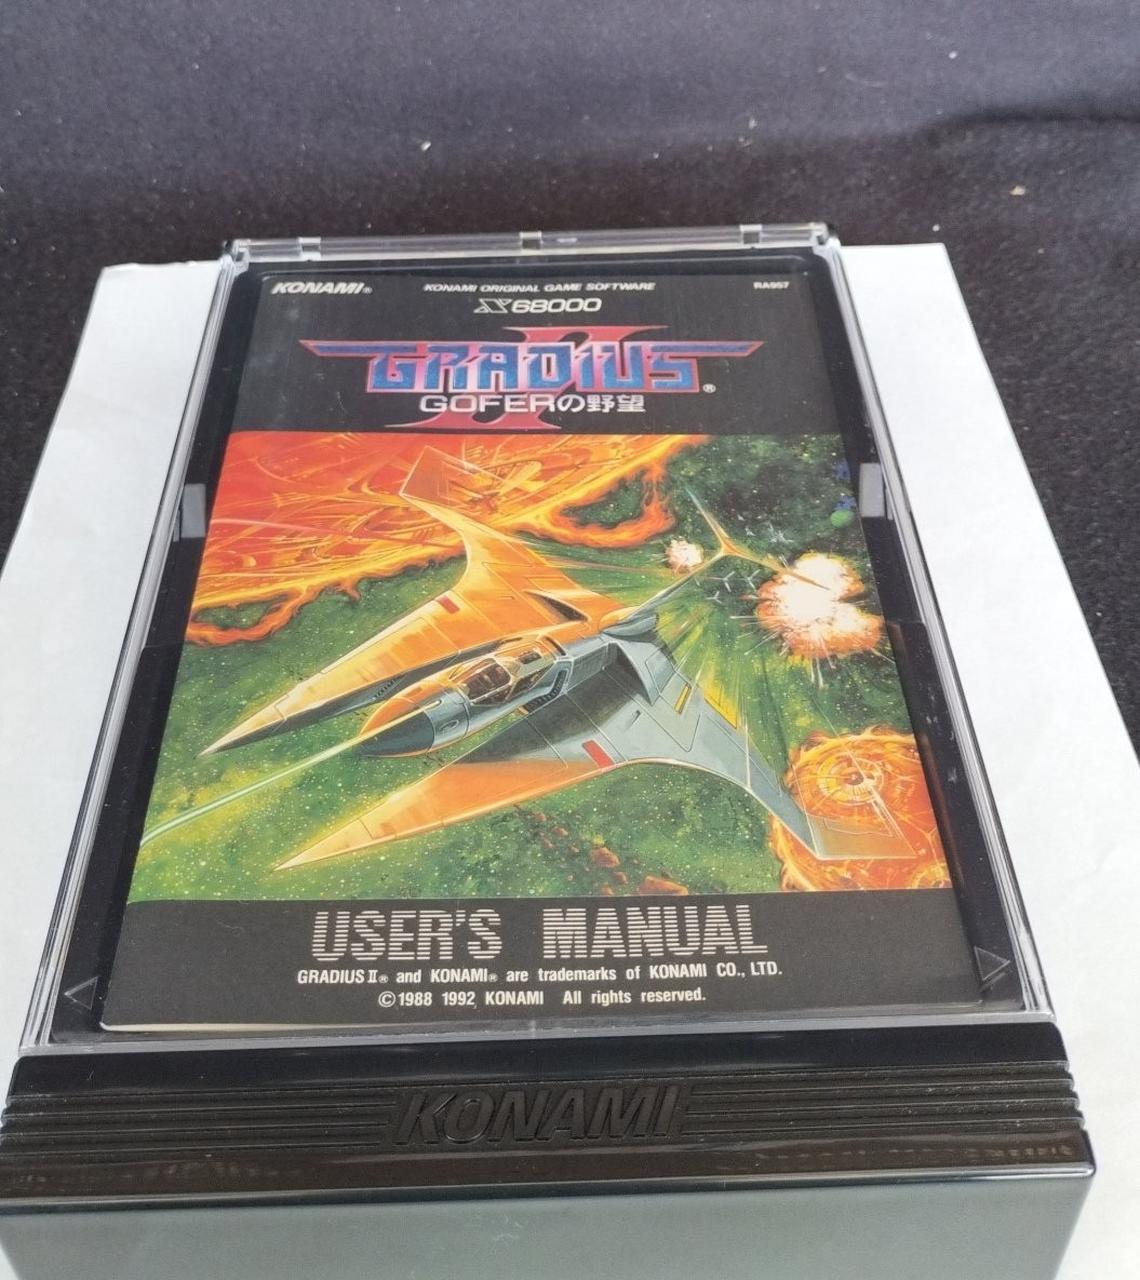 KONAMI®
KONAMI ORIGINAL GAME SOFTWARE
RA957
X68000
GRADIUS II®
GOFERの野望
USER'S MANUAL
GRADIUS II® and KONAMI® are trademarks of KONAMI CO., LTD.
©1988 1992 KONAMI All rights reserved.
KONAMI